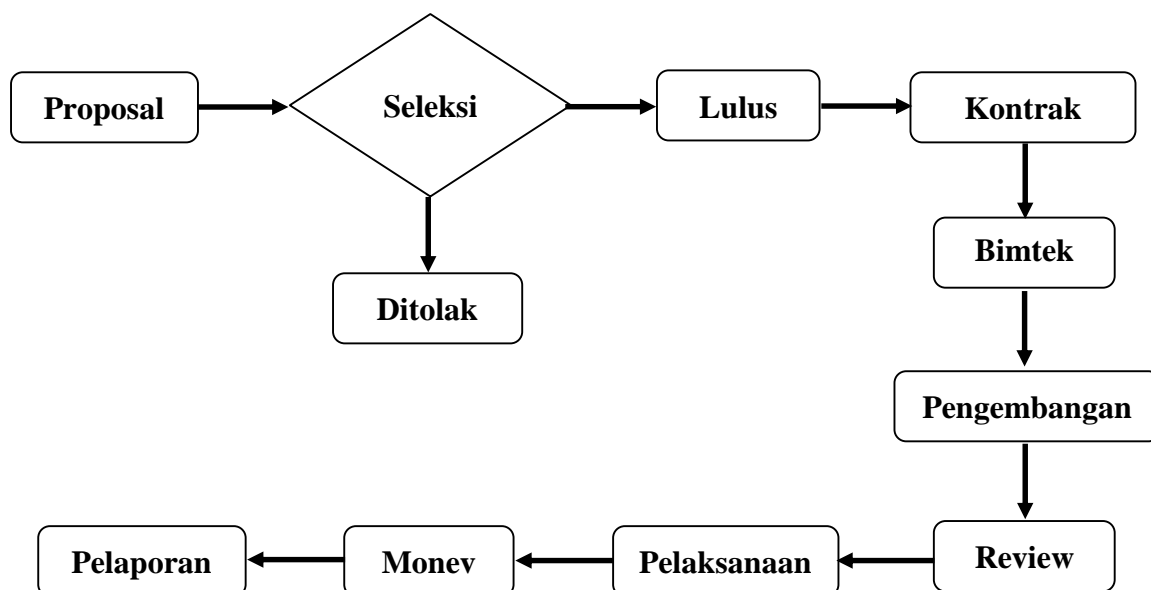 Proposal
Seleksi
Lulus
Kontrak
Ditolak
Bimtek
Pengembangan
Review
Pelaksanaan
Monev
Pelaporan